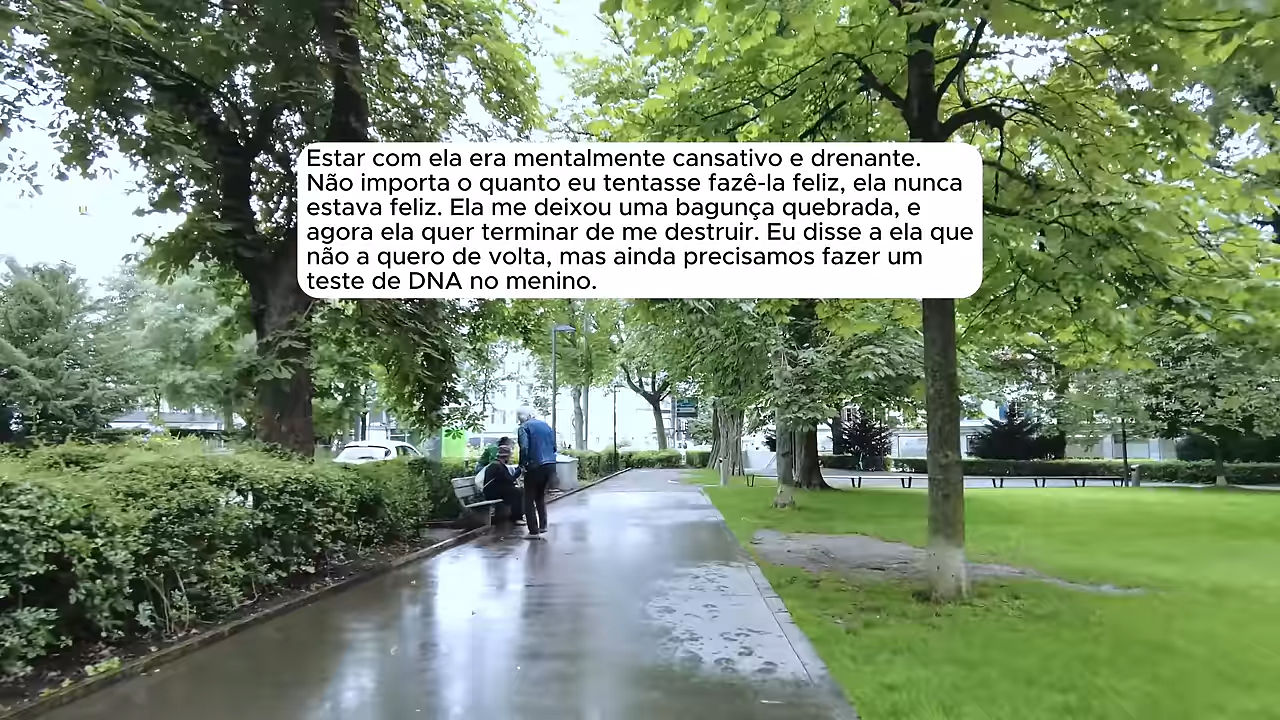 Estar com ela era mentalmente cansativo e drenante.
Não importa o quanto eu tentasse fazê-la feliz, ela nunca
estava feliz. Ela me deixou uma bagunça quebrada, e
agora ela quer terminar de me destruir. Eu disse a ela que
não a quero de volta, mas ainda precisamos fazer um
teste de DNA no menino.